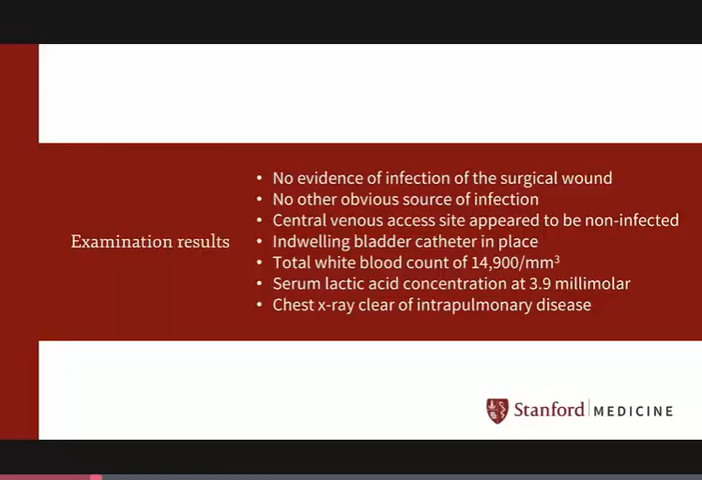 Examination results
• No evidence of infection of the surgical wound
• No other obvious source of infection
• Central venous access site appeared to be non-infected
• Indwelling bladder catheter in place
• Total white blood count of 14,900/mm³
• Serum lactic acid concentration at 3.9 millimolar
• Chest x-ray clear of intrapulmonary disease
Stanford MEDICINE